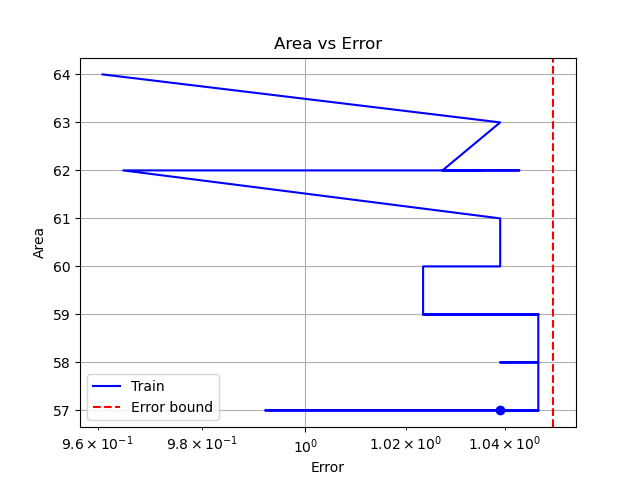 Area vs Error
64
63
62
61
60
59
58
57
Area
Train
Error bound
9.6 × 10⁻¹
9.8 × 10⁻¹
10⁰
1.02 × 10⁰
1.04 × 10⁰
Error